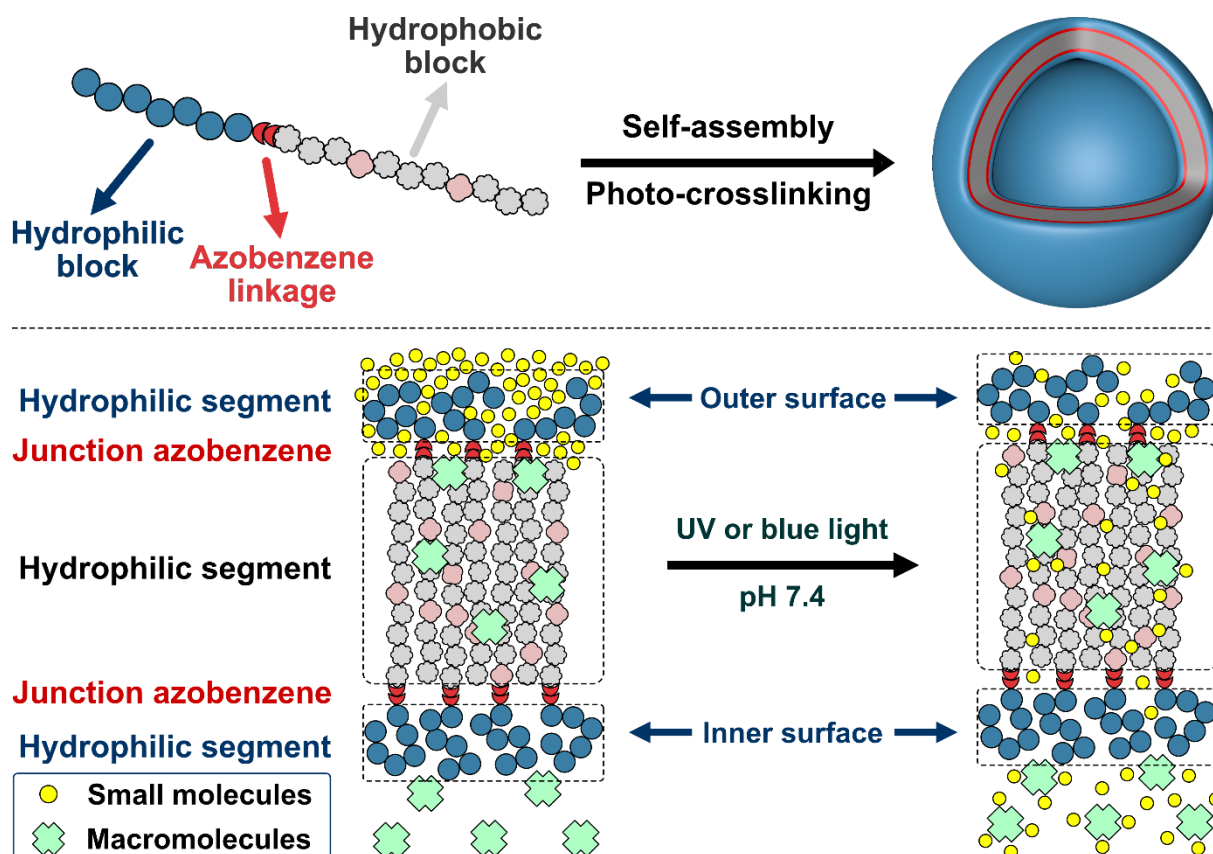 Hydrophobic
block
Self-assembly
Photo-crosslinking
Hydrophilic
block
Azobenzene
linkage
Hydrophilic segment
Outer surface
Junction azobenzene
UV or blue light
Hydrophilic segment
pH 7.4
Junction azobenzene
Hydrophilic segment
Inner surface
Small molecules
Macromolecules